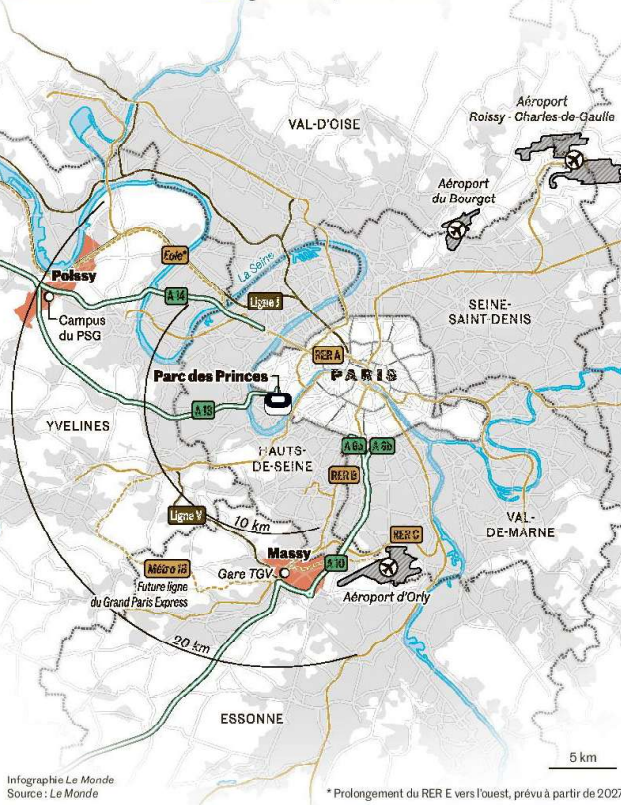 Aéroport
Roissy - Charles-de-Gaulle
VAL-D'OISE
Aéroport
du Bourget
Eole*
La Seine
Poissy
A 14
Ligne J
SEINE-
SAINT-DENIS
Campus
du PSG
RER A
PARIS
Parc des Princes
A 13
YVELINES
HAUTS-
DE-SEINE
A 6a
A 6b
RER B
Ligne V
10 km
VAL-
DE-MARNE
RER C
Massy
A 10
Métro 18
Gare TGV
Future ligne
du Grand Paris Express
Aéroport d'Orly
20 km
ESSONNE
5 km
Infographie Le Monde
Source : Le Monde
* Prolongement du RER E vers l'ouest, prévu à partir de 2027